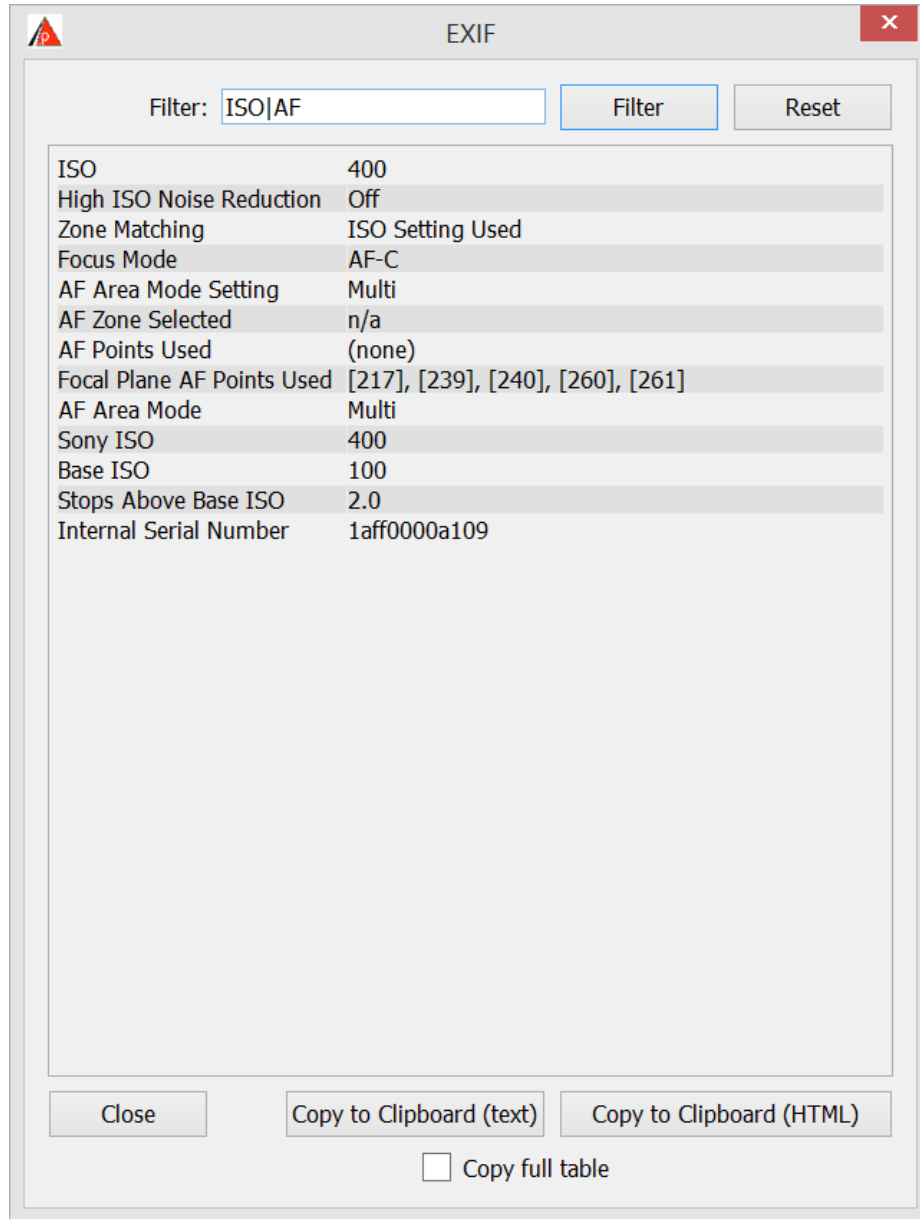 EXIF
Filter: ISO|AF Filter Reset
ISO 400
High ISO Noise Reduction Off
Zone Matching ISO Setting Used
Focus Mode AF-C
AF Area Mode Setting Multi
AF Zone Selected n/a
AF Points Used (none)
Focal Plane AF Points Used [217], [239], [240], [260], [261]
AF Area Mode Multi
Sony ISO 400
Base ISO 100
Stops Above Base ISO 2.0
Internal Serial Number 1aff0000a109
Close Copy to Clipboard (text) Copy to Clipboard (HTML)
Copy full table